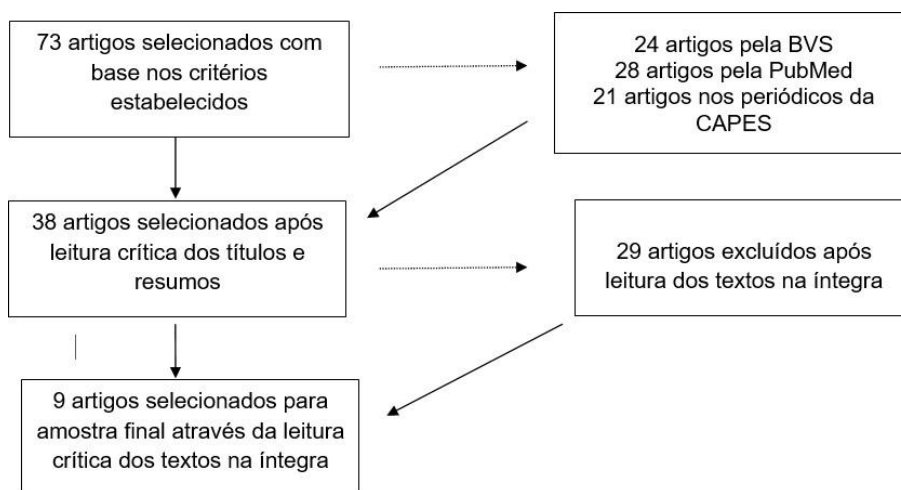 73 artigos selecionados com
base nos critérios
estabelecidos
24 artigos pela BVS
28 artigos pela PubMed
21 artigos nos periódicos da
CAPES
38 artigos selecionados após
leitura crítica dos títulos e
resumos
29 artigos excluídos após
leitura dos textos na íntegra
9 artigos selecionados para
amostra final através da leitura
crítica dos textos na íntegra